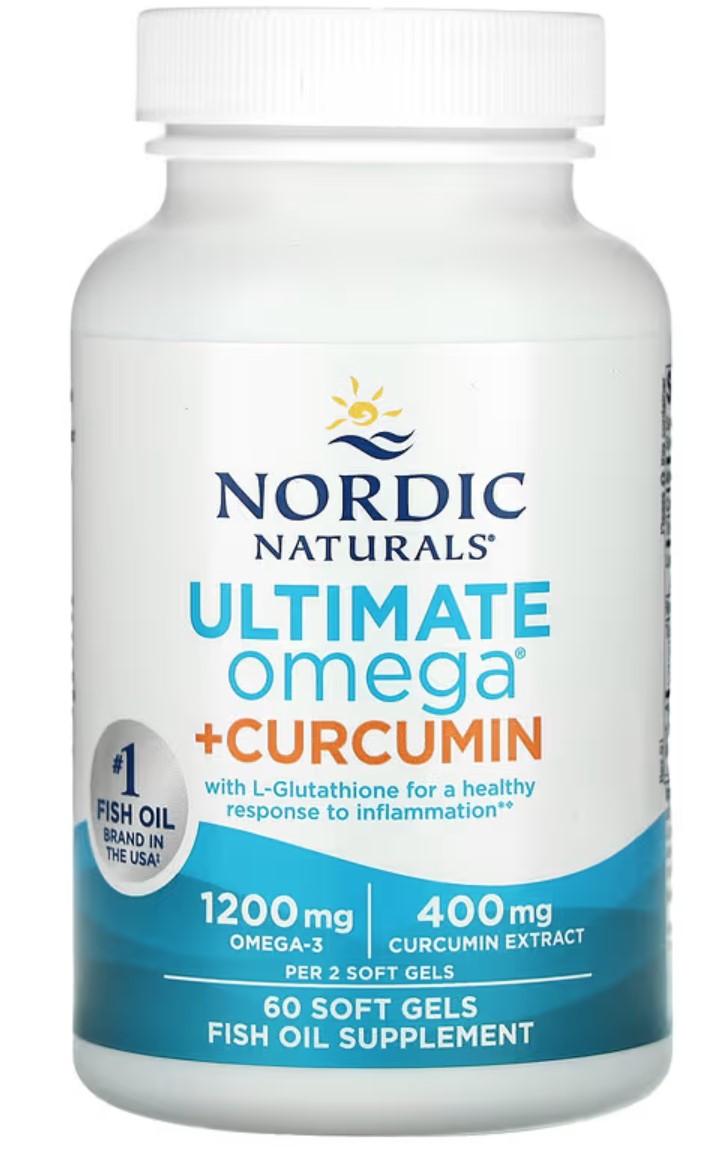 NORDIC
NATURALS®
ULTIMATE
omega®
+CURCUMIN
with L-Glutathione for a healthy
response to inflammation**
#1
FISH OIL
BRAND IN
THE USA‡
1200 mg
OMEGA-3
400 mg
CURCUMIN EXTRACT
PER 2 SOFT GELS
60 SOFT GELS
FISH OIL SUPPLEMENT